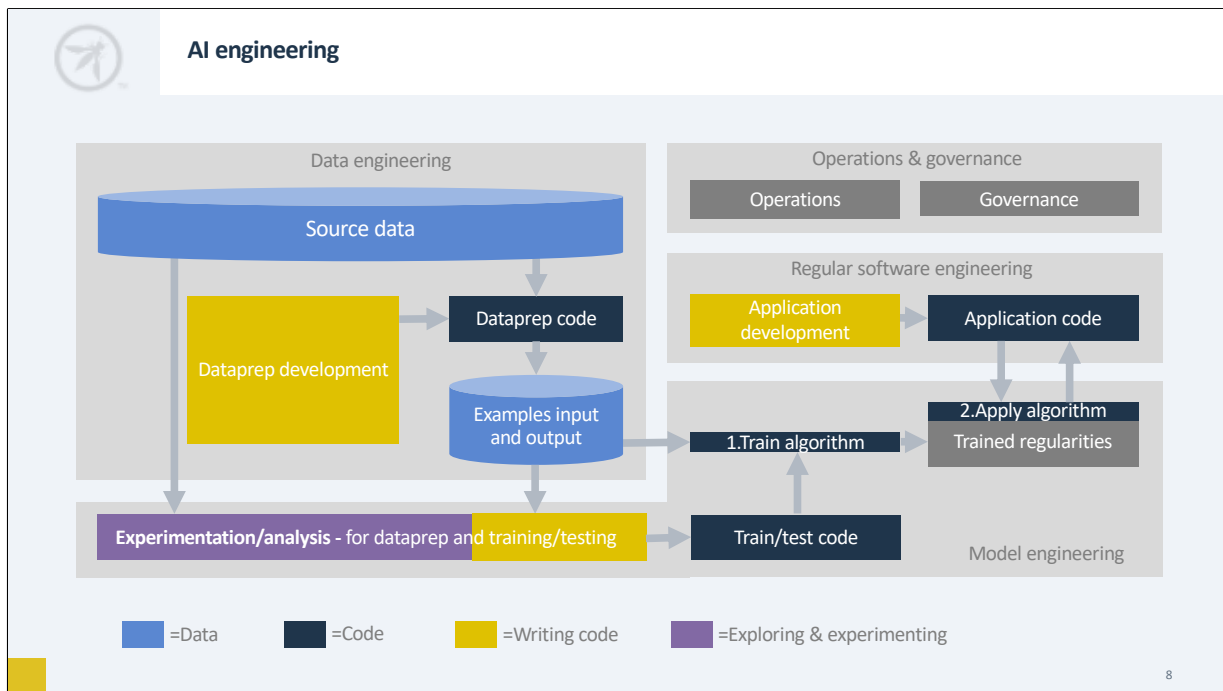 AI engineering
Data engineering
Source data
Dataprep development
Dataprep code
Examples input
and output
Operations & governance
Operations
Governance
Regular software engineering
Application
development
Application code
1.Train algorithm
2.Apply algorithm
Trained regularities
Experimentation/analysis - for dataprep and training/testing
Train/test code
Model engineering
=Data
=Code
=Writing code
=Exploring & experimenting
8